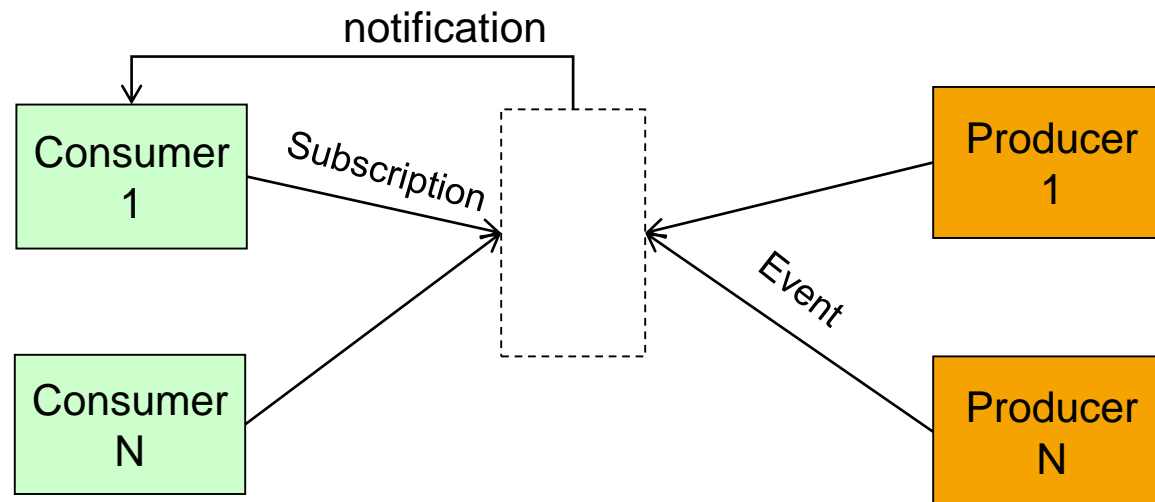 notification
Consumer
1
Subscription
Producer
1
Event
Consumer
N
Producer
N